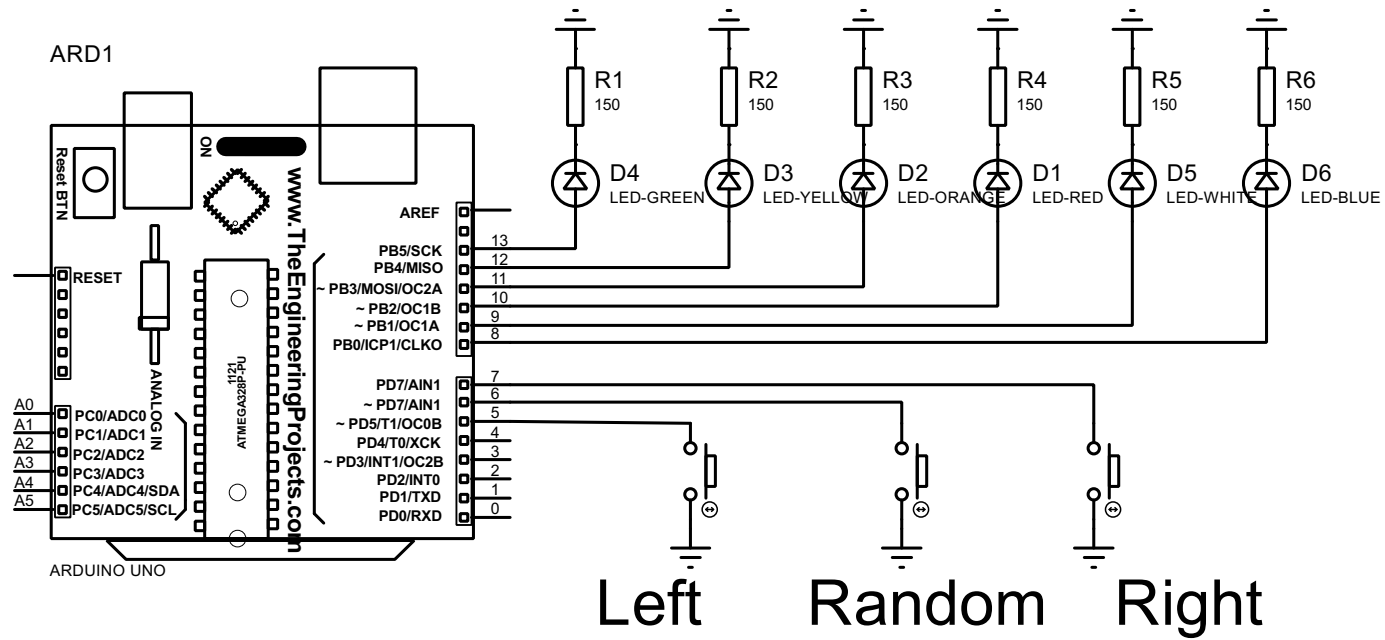 ARD1
R1
150
R2
150
R3
150
R4
150
R5
150
R6
150
D4
LED-GREEN
D3
LED-YELLOW
D2
LED-ORANGE
D1
LED-RED
D5
LED-WHITE
D6
LED-BLUE
Reset BTN
ON
www.TheEngineeringProjects.com
AREF
PB5/SCK 13
PB4/MISO 12
~ PB3/MOSI/OC2A 11
~ PB2/OC1B 10
~ PB1/OC1A 9
PB0/ICP1/CLKO 8
RESET
ANALOG IN
1121
ATMEGA328P-PU
PD7/AIN1 7
~ PD7/AIN1 6
~ PD5/T1/OC0B 5
PD4/T0/XCK 4
~ PD3/INT1/OC2B 3
PD2/INT0 2
PD1/TXD 1
PD0/RXD 0
A0 PC0/ADC0
A1 PC1/ADC1
A2 PC2/ADC2
A3 PC3/ADC3
A4 PC4/ADC4/SDA
A5 PC5/ADC5/SCL
ARDUINO UNO
Left Random Right